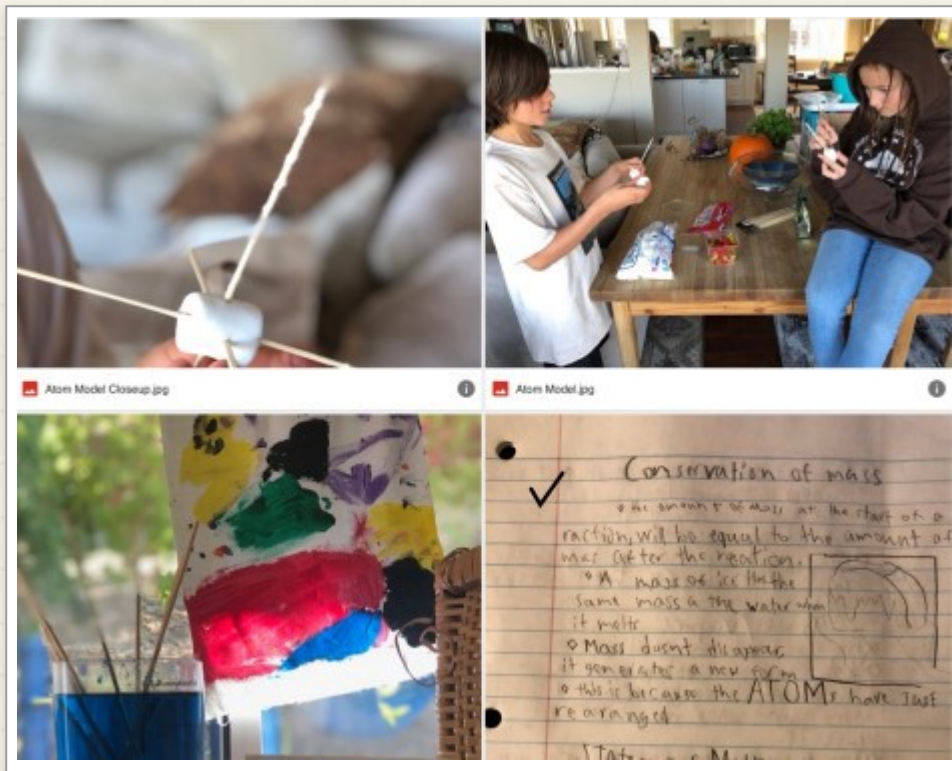 Atom Model Closeup.jpg
Atom Model.jpg
Conservation of mass
the amount of mass at the start of a
raction, will be equal to the amount of
mas after the reation.
A mass of ice the
same mass a the water when
it melts
Mass doesnt disapear
it generates a new form
this is because the ATOMs have Just
rearanged